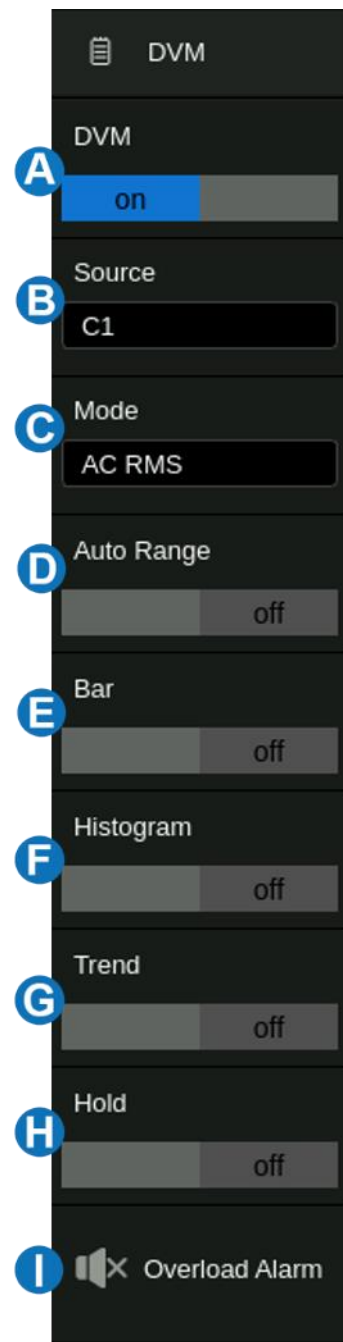 DVM
DVM
A
on
Source
B
C1
Mode
C
AC RMS
Auto Range
D
off
Bar
E
off
Histogram
F
off
Trend
G
off
Hold
H
off
I Overload Alarm